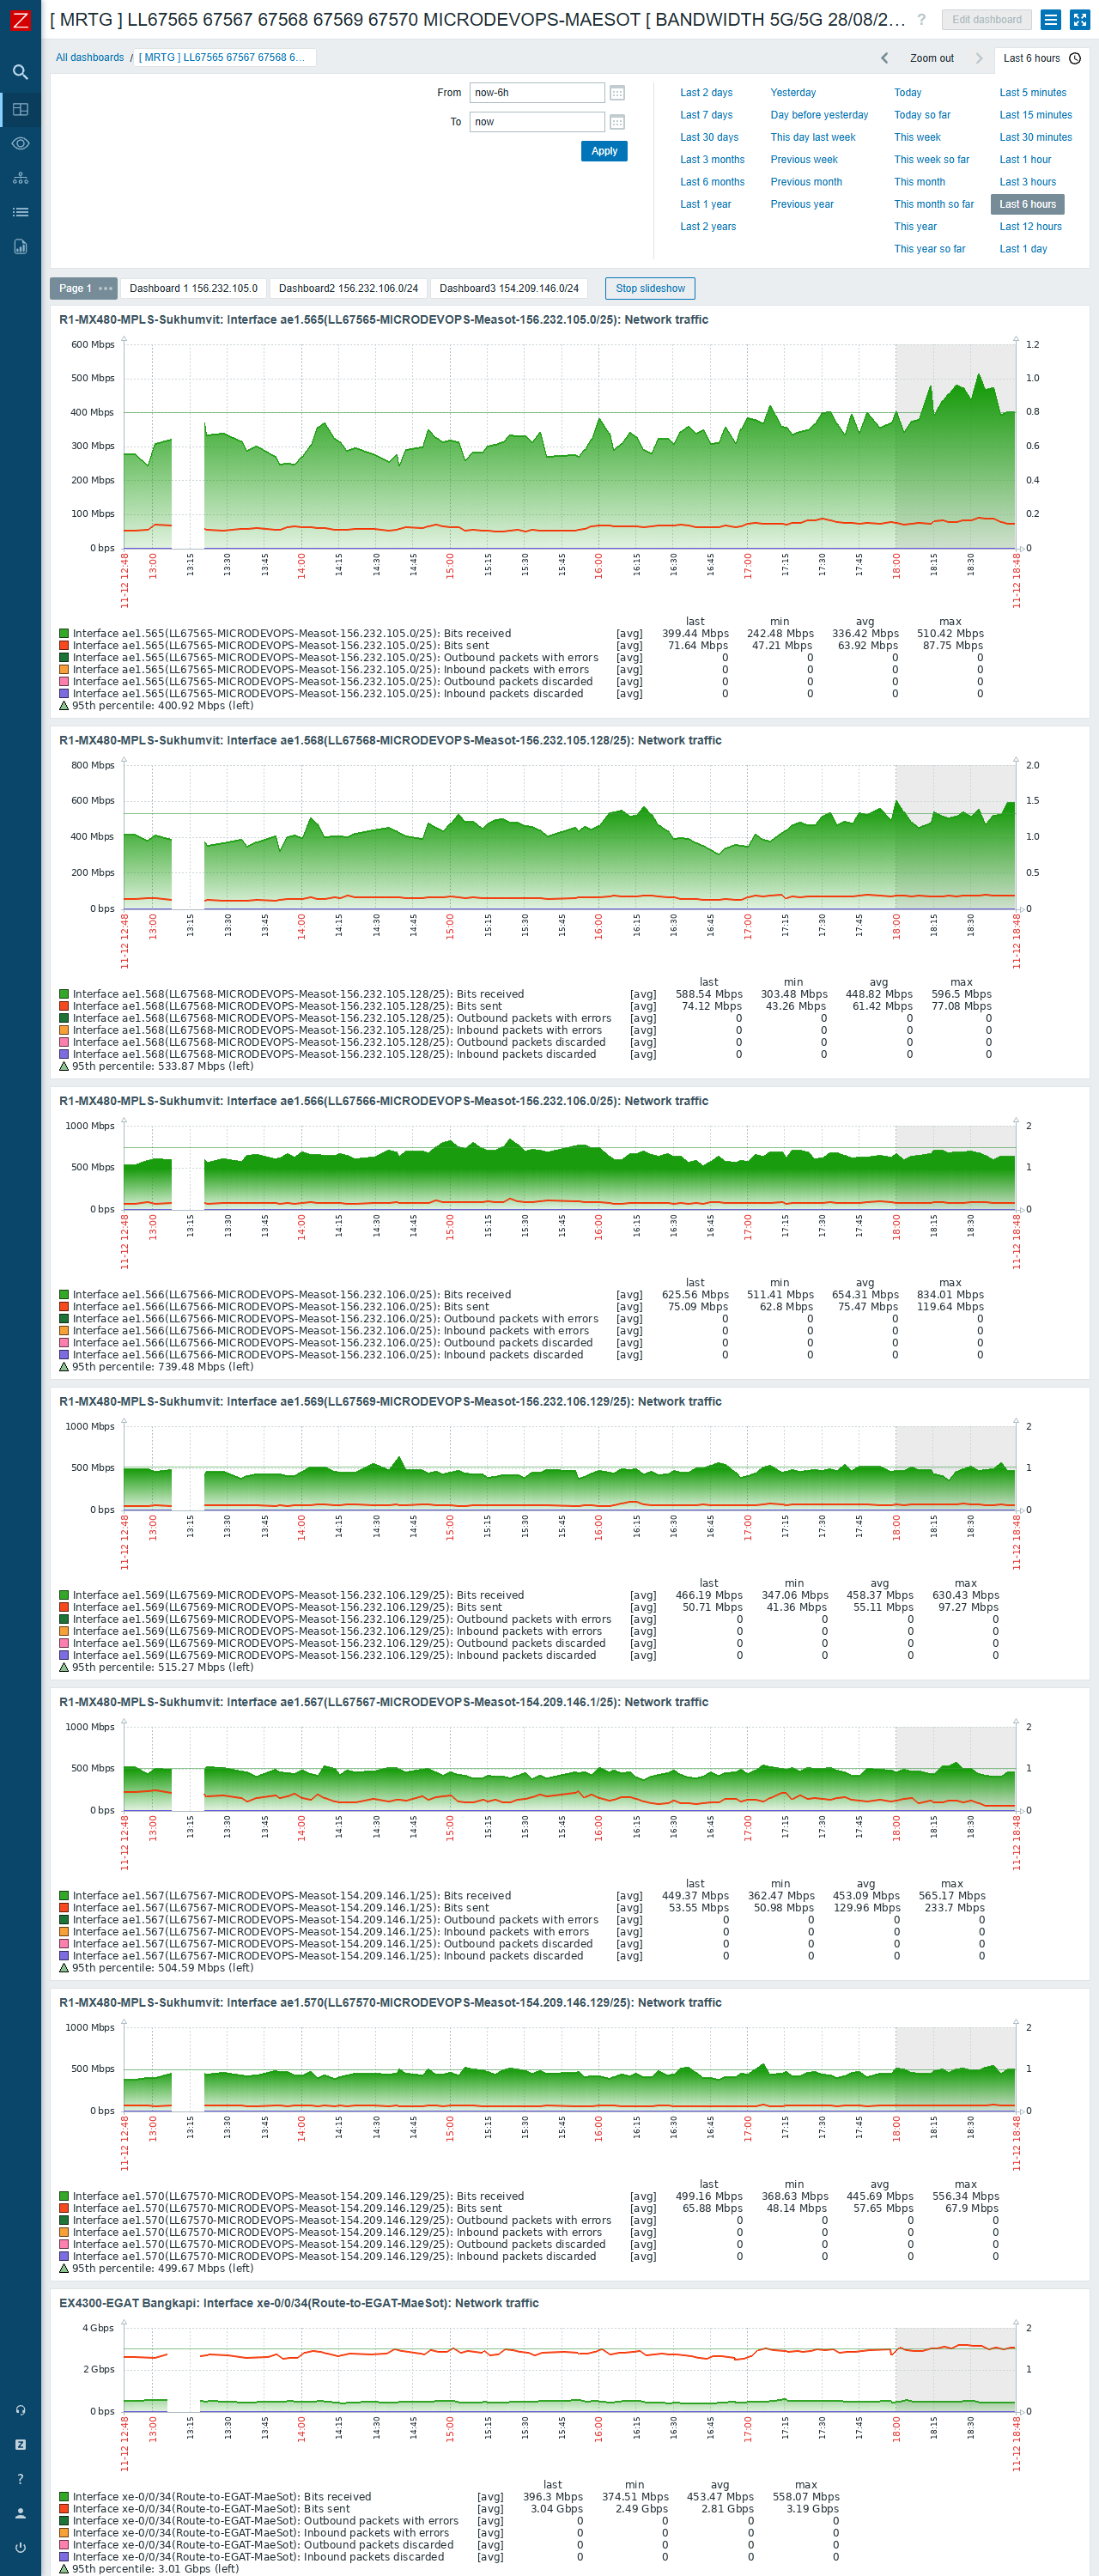 [ MRTG ] LL67565 67567 67568 67569 67570 MICRODEVOPS-MAESOT [ BANDWIDTH 5G/5G 28/08/2... ? Edit dashboard
All dashboards / [ MRTG ] LL67565 67567 67568 6... Zoom out Last 6 hours
From now-6h
To now
Apply
Last 2 days Yesterday Today Last 5 minutes
Last 7 days Day before yesterday Today so far Last 15 minutes
Last 30 days This day last week This week Last 30 minutes
Last 3 months Previous week This week so far Last 1 hour
Last 6 months Previous month This month Last 3 hours
Last 1 year Previous year This month so far Last 6 hours
Last 2 years This year Last 12 hours
This year so far Last 1 day
Page 1 Dashboard 1 156.232.105.0 Dashboard2 156.232.106.0/24 Dashboard3 154.209.146.0/24 Stop slideshow
R1-MX480-MPLS-Sukhumvit: Interface ae1.565(LL67565-MICRODEVOPS-Measot-156.232.105.0/25): Network traffic
600 Mbps 1.2
500 Mbps 1.0
400 Mbps 0.8
300 Mbps 0.6
200 Mbps 0.4
100 Mbps 0.2
0 bps 0
11-12 12:48 13:00 13:15 13:30 13:45 14:00 14:15 14:30 14:45 15:00 15:15 15:30 15:45 16:00 16:15 16:30 16:45 17:00 17:15 17:30 17:45 18:00 18:15 18:30 11-12 18:48
last min avg max
Interface ae1.565(LL67565-MICRODEVOPS-Measot-156.232.105.0/25): Bits received [avg] 399.44 Mbps 242.48 Mbps 336.42 Mbps 510.42 Mbps
Interface ae1.565(LL67565-MICRODEVOPS-Measot-156.232.105.0/25): Bits sent [avg] 71.64 Mbps 47.21 Mbps 63.92 Mbps 87.75 Mbps
Interface ae1.565(LL67565-MICRODEVOPS-Measot-156.232.105.0/25): Outbound packets with errors [avg] 0 0 0 0
Interface ae1.565(LL67565-MICRODEVOPS-Measot-156.232.105.0/25): Inbound packets with errors [avg] 0 0 0 0
Interface ae1.565(LL67565-MICRODEVOPS-Measot-156.232.105.0/25): Outbound packets discarded [avg] 0 0 0 0
Interface ae1.565(LL67565-MICRODEVOPS-Measot-156.232.105.0/25): Inbound packets discarded [avg] 0 0 0 0
95th percentile: 400.92 Mbps (left)
R1-MX480-MPLS-Sukhumvit: Interface ae1.568(LL67568-MICRODEVOPS-Measot-156.232.105.128/25): Network traffic
800 Mbps 2.0
600 Mbps 1.5
400 Mbps 1.0
200 Mbps 0.5
0 bps 0
11-12 12:48 13:00 13:15 13:30 13:45 14:00 14:15 14:30 14:45 15:00 15:15 15:30 15:45 16:00 16:15 16:30 16:45 17:00 17:15 17:30 17:45 18:00 18:15 18:30 11-12 18:48
last min avg max
Interface ae1.568(LL67568-MICRODEVOPS-Measot-156.232.105.128/25): Bits received [avg] 588.54 Mbps 303.48 Mbps 448.82 Mbps 596.5 Mbps
Interface ae1.568(LL67568-MICRODEVOPS-Measot-156.232.105.128/25): Bits sent [avg] 74.12 Mbps 43.26 Mbps 61.42 Mbps 77.08 Mbps
Interface ae1.568(LL67568-MICRODEVOPS-Measot-156.232.105.128/25): Outbound packets with errors [avg] 0 0 0 0
Interface ae1.568(LL67568-MICRODEVOPS-Measot-156.232.105.128/25): Inbound packets with errors [avg] 0 0 0 0
Interface ae1.568(LL67568-MICRODEVOPS-Measot-156.232.105.128/25): Outbound packets discarded [avg] 0 0 0 0
Interface ae1.568(LL67568-MICRODEVOPS-Measot-156.232.105.128/25): Inbound packets discarded [avg] 0 0 0 0
95th percentile: 533.87 Mbps (left)
R1-MX480-MPLS-Sukhumvit: Interface ae1.566(LL67566-MICRODEVOPS-Measot-156.232.106.0/25): Network traffic
1000 Mbps 2
500 Mbps 1
0 bps 0
11-12 12:48 13:00 13:15 13:30 13:45 14:00 14:15 14:30 14:45 15:00 15:15 15:30 15:45 16:00 16:15 16:30 16:45 17:00 17:15 17:30 17:45 18:00 18:15 18:30 11-12 18:48
last min avg max
Interface ae1.566(LL67566-MICRODEVOPS-Measot-156.232.106.0/25): Bits received [avg] 625.56 Mbps 511.41 Mbps 654.31 Mbps 834.01 Mbps
Interface ae1.566(LL67566-MICRODEVOPS-Measot-156.232.106.0/25): Bits sent [avg] 75.09 Mbps 62.8 Mbps 75.47 Mbps 119.64 Mbps
Interface ae1.566(LL67566-MICRODEVOPS-Measot-156.232.106.0/25): Outbound packets with errors [avg] 0 0 0 0
Interface ae1.566(LL67566-MICRODEVOPS-Measot-156.232.106.0/25): Inbound packets with errors [avg] 0 0 0 0
Interface ae1.566(LL67566-MICRODEVOPS-Measot-156.232.106.0/25): Outbound packets discarded [avg] 0 0 0 0
Interface ae1.566(LL67566-MICRODEVOPS-Measot-156.232.106.0/25): Inbound packets discarded [avg] 0 0 0 0
95th percentile: 739.48 Mbps (left)
R1-MX480-MPLS-Sukhumvit: Interface ae1.569(LL67569-MICRODEVOPS-Measot-156.232.106.129/25): Network traffic
1000 Mbps 2
500 Mbps 1
0 bps 0
11-12 12:48 13:00 13:15 13:30 13:45 14:00 14:15 14:30 14:45 15:00 15:15 15:30 15:45 16:00 16:15 16:30 16:45 17:00 17:15 17:30 17:45 18:00 18:15 18:30 11-12 18:48
last min avg max
Interface ae1.569(LL67569-MICRODEVOPS-Measot-156.232.106.129/25): Bits received [avg] 466.19 Mbps 347.06 Mbps 458.37 Mbps 630.43 Mbps
Interface ae1.569(LL67569-MICRODEVOPS-Measot-156.232.106.129/25): Bits sent [avg] 50.71 Mbps 41.36 Mbps 55.11 Mbps 97.27 Mbps
Interface ae1.569(LL67569-MICRODEVOPS-Measot-156.232.106.129/25): Outbound packets with errors [avg] 0 0 0 0
Interface ae1.569(LL67569-MICRODEVOPS-Measot-156.232.106.129/25): Inbound packets with errors [avg] 0 0 0 0
Interface ae1.569(LL67569-MICRODEVOPS-Measot-156.232.106.129/25): Outbound packets discarded [avg] 0 0 0 0
Interface ae1.569(LL67569-MICRODEVOPS-Measot-156.232.106.129/25): Inbound packets discarded [avg] 0 0 0 0
95th percentile: 515.27 Mbps (left)
R1-MX480-MPLS-Sukhumvit: Interface ae1.567(LL67567-MICRODEVOPS-Measot-154.209.146.1/25): Network traffic
1000 Mbps 2
500 Mbps 1
0 bps 0
11-12 12:48 13:00 13:15 13:30 13:45 14:00 14:15 14:30 14:45 15:00 15:15 15:30 15:45 16:00 16:15 16:30 16:45 17:00 17:15 17:30 17:45 18:00 18:15 18:30 11-12 18:48
last min avg max
Interface ae1.567(LL67567-MICRODEVOPS-Measot-154.209.146.1/25): Bits received [avg] 449.37 Mbps 362.47 Mbps 453.09 Mbps 565.17 Mbps
Interface ae1.567(LL67567-MICRODEVOPS-Measot-154.209.146.1/25): Bits sent [avg] 53.55 Mbps 50.98 Mbps 129.96 Mbps 233.7 Mbps
Interface ae1.567(LL67567-MICRODEVOPS-Measot-154.209.146.1/25): Outbound packets with errors [avg] 0 0 0 0
Interface ae1.567(LL67567-MICRODEVOPS-Measot-154.209.146.1/25): Inbound packets with errors [avg] 0 0 0 0
Interface ae1.567(LL67567-MICRODEVOPS-Measot-154.209.146.1/25): Outbound packets discarded [avg] 0 0 0 0
Interface ae1.567(LL67567-MICRODEVOPS-Measot-154.209.146.1/25): Inbound packets discarded [avg] 0 0 0 0
95th percentile: 504.59 Mbps (left)
R1-MX480-MPLS-Sukhumvit: Interface ae1.570(LL67570-MICRODEVOPS-Measot-154.209.146.129/25): Network traffic
1000 Mbps 2
500 Mbps 1
0 bps 0
11-12 12:48 13:00 13:15 13:30 13:45 14:00 14:15 14:30 14:45 15:00 15:15 15:30 15:45 16:00 16:15 16:30 16:45 17:00 17:15 17:30 17:45 18:00 18:15 18:30 11-12 18:48
last min avg max
Interface ae1.570(LL67570-MICRODEVOPS-Measot-154.209.146.129/25): Bits received [avg] 499.16 Mbps 368.63 Mbps 445.69 Mbps 556.34 Mbps
Interface ae1.570(LL67570-MICRODEVOPS-Measot-154.209.146.129/25): Bits sent [avg] 65.88 Mbps 48.14 Mbps 57.65 Mbps 67.9 Mbps
Interface ae1.570(LL67570-MICRODEVOPS-Measot-154.209.146.129/25): Outbound packets with errors [avg] 0 0 0 0
Interface ae1.570(LL67570-MICRODEVOPS-Measot-154.209.146.129/25): Inbound packets with errors [avg] 0 0 0 0
Interface ae1.570(LL67570-MICRODEVOPS-Measot-154.209.146.129/25): Outbound packets discarded [avg] 0 0 0 0
Interface ae1.570(LL67570-MICRODEVOPS-Measot-154.209.146.129/25): Inbound packets discarded [avg] 0 0 0 0
95th percentile: 499.67 Mbps (left)
EX4300-EGAT Bangkapi: Interface xe-0/0/34(Route-to-EGAT-MaeSot): Network traffic
4 Gbps 2
2 Gbps 1
0 bps 0
11-12 12:48 13:00 13:15 13:30 13:45 14:00 14:15 14:30 14:45 15:00 15:15 15:30 15:45 16:00 16:15 16:30 16:45 17:00 17:15 17:30 17:45 18:00 18:15 18:30 11-12 18:48
last min avg max
Interface xe-0/0/34(Route-to-EGAT-MaeSot): Bits received [avg] 396.3 Mbps 374.51 Mbps 453.47 Mbps 558.07 Mbps
Interface xe-0/0/34(Route-to-EGAT-MaeSot): Bits sent [avg] 3.04 Gbps 2.49 Gbps 2.81 Gbps 3.19 Gbps
Interface xe-0/0/34(Route-to-EGAT-MaeSot): Outbound packets with errors [avg] 0 0 0 0
Interface xe-0/0/34(Route-to-EGAT-MaeSot): Inbound packets with errors [avg] 0 0 0 0
Interface xe-0/0/34(Route-to-EGAT-MaeSot): Outbound packets discarded [avg] 0 0 0 0
Interface xe-0/0/34(Route-to-EGAT-MaeSot): Inbound packets discarded [avg] 0 0 0 0
95th percentile: 3.01 Gbps (left)